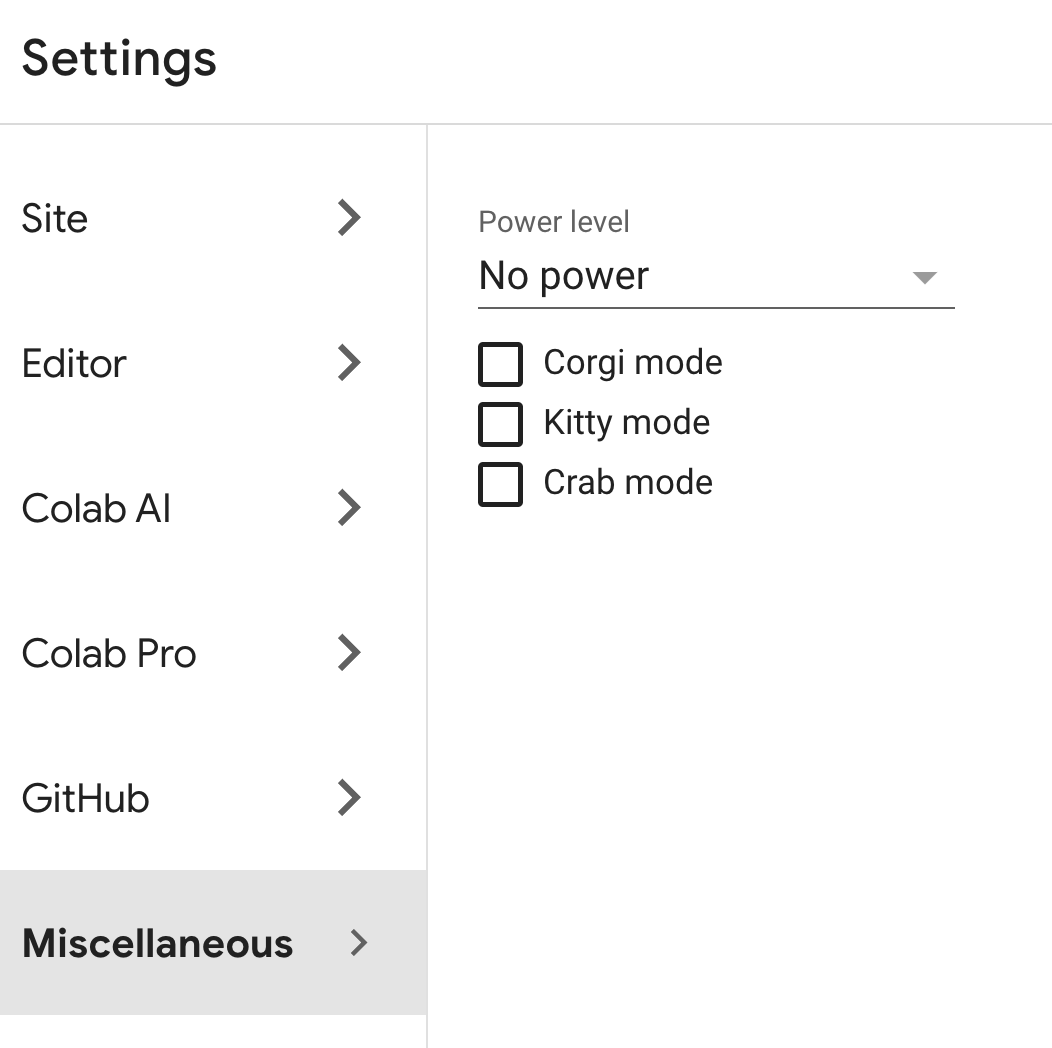 Settings
Site
Editor
Colab AI
Colab Pro
GitHub
Miscellaneous
Power level
No power
Corgi mode
Kitty mode
Crab mode